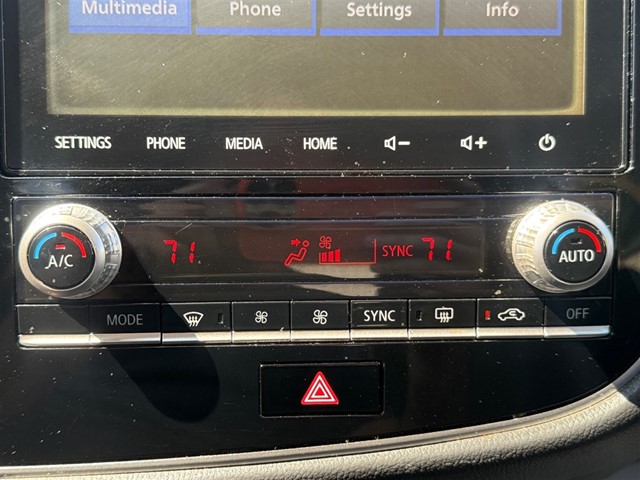 Multimedia Phone Settings Info
SETTINGS PHONE MEDIA HOME
71 SYNC 71
A/C AUTO
MODE SYNC OFF